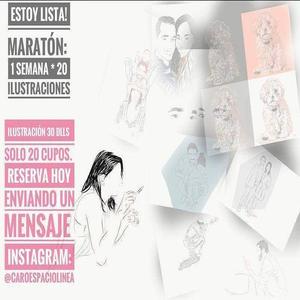 ESTOY LISTA!
MARATÓN:
1 SEMANA * 20
ILUSTRACIONES
ILUSTRACIÓN 30 DLLS
SOLO 20 CUPOS.
RESERVA HOY
ENVIANDO UN
MENSAJE
INSTAGRAM:
@CAROESPACIOLINEA